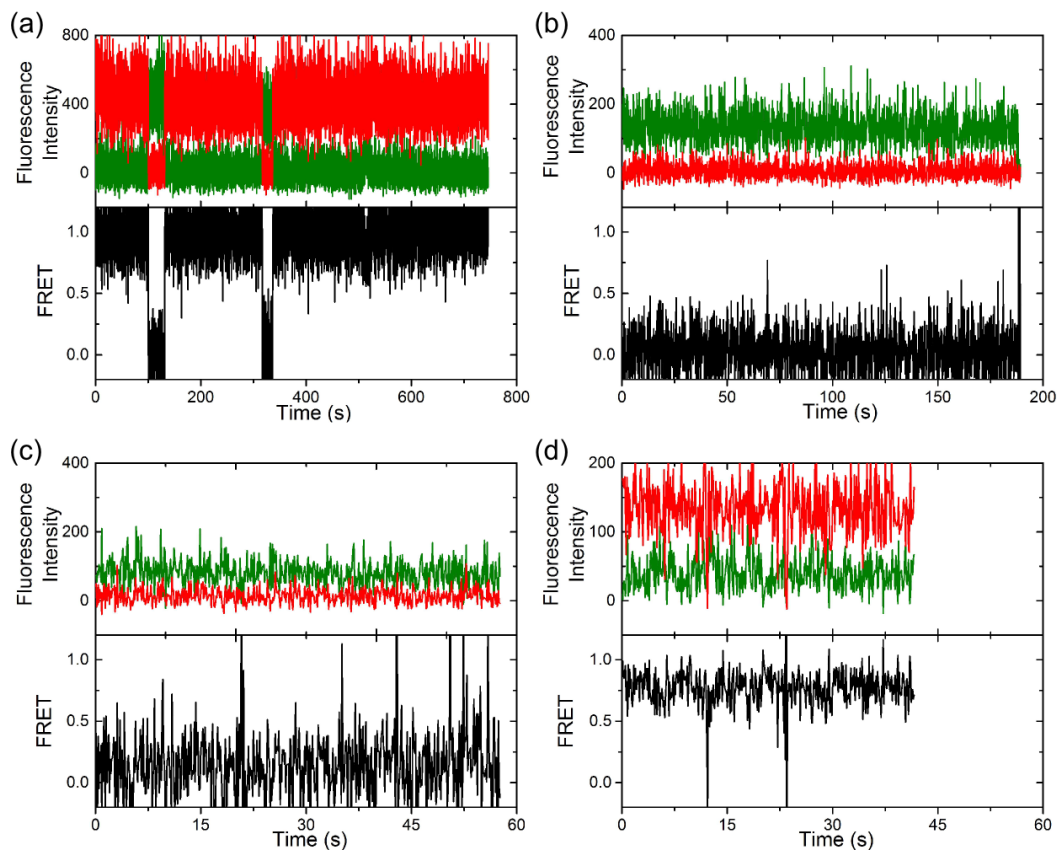 (a)
800
400
0
Fluorescence
Intensity
1.0
0.5
0.0
FRET
0 200 400 600 800
Time (s)
(b)
400
200
0
Fluorescence
Intensity
1.0
0.5
0.0
FRET
0 50 100 150 200
Time (s)
(c)
400
200
0
Fluorescence
Intensity
1.0
0.5
0.0
FRET
0 15 30 45 60
Time (s)
(d)
200
100
0
Fluorescence
Intensity
1.0
0.5
0.0
FRET
0 15 30 45 60
Time (s)